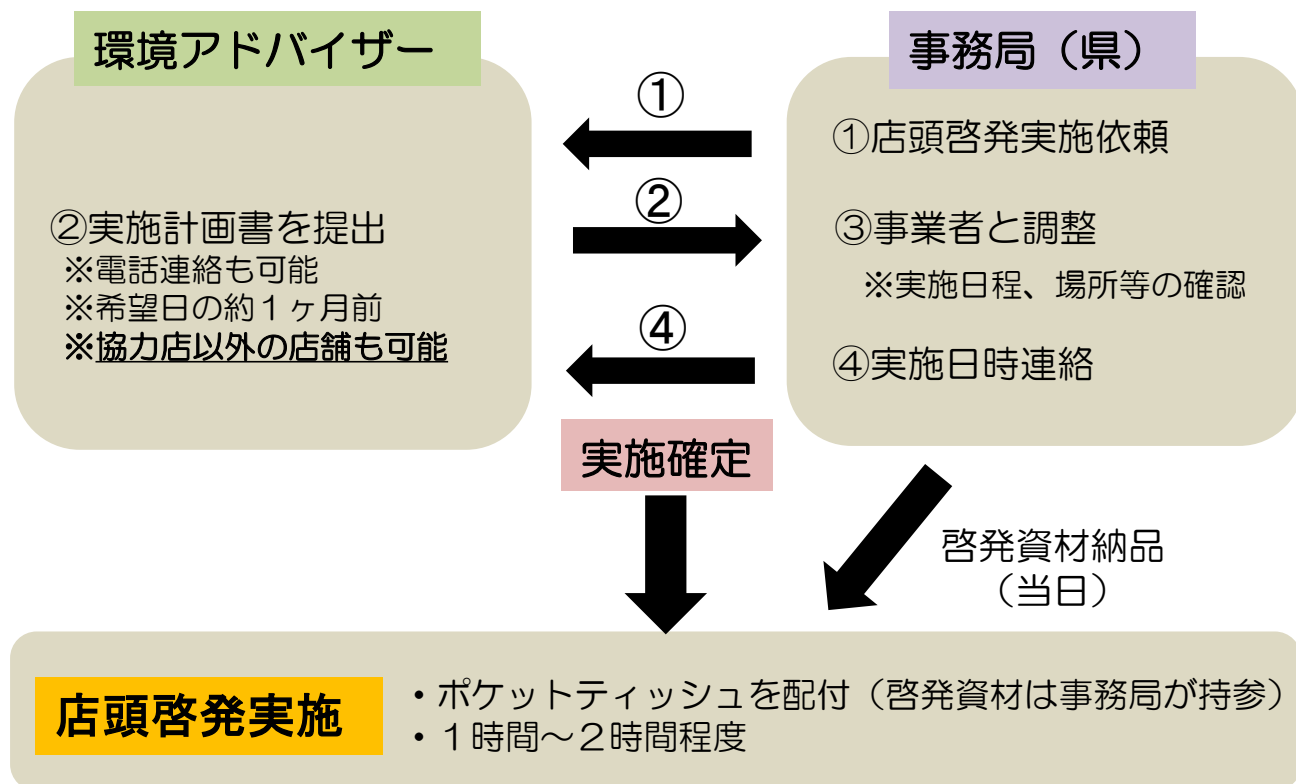 環境アドバイザー
②実施計画書を提出
※電話連絡も可能
※希望日の約１ヶ月前
※協力店以外の店舗も可能
①
②
④
事務局（県）
①店頭啓発実施依頼
③事業者と調整
※実施日程、場所等の確認
④実施日時連絡
実施確定
啓発資材納品
（当日）
店頭啓発実施
・ポケットティッシュを配付（啓発資材は事務局が持参）
・１時間～２時間程度